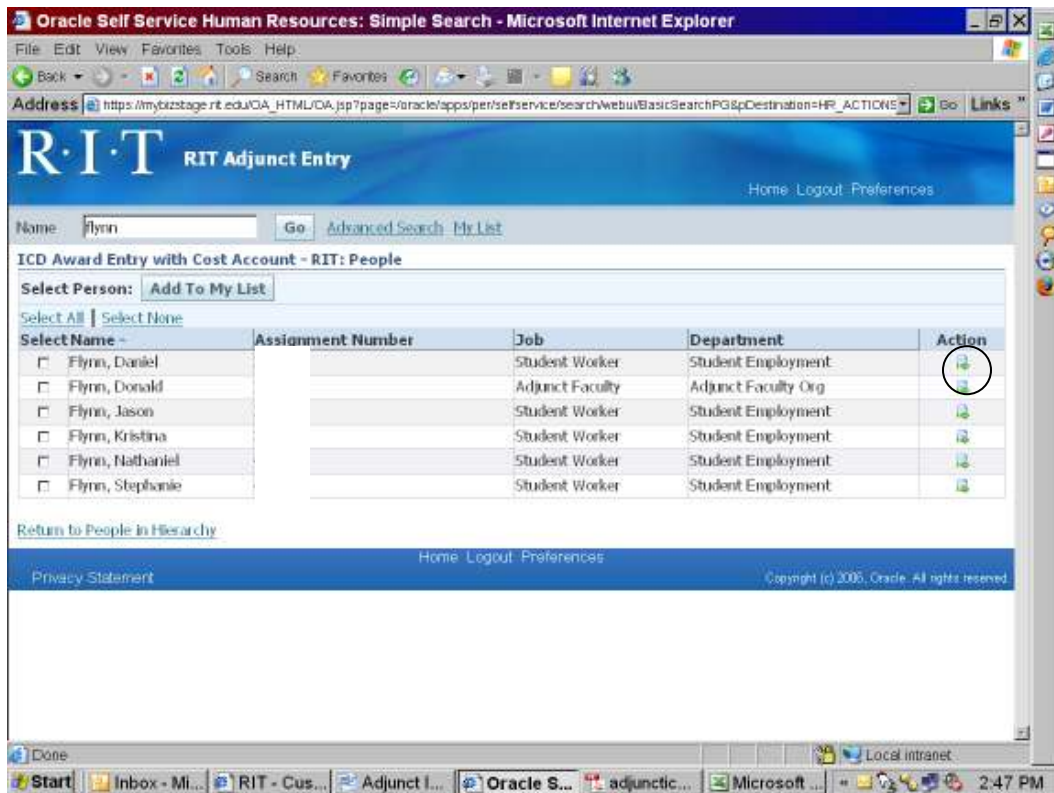 Oracle Self Service Human Resources: Simple Search - Microsoft Internet Explorer
File Edit View Favorites Tools Help
Back Search Favorites
Address https://mybizstage.rit.edu/OA_HTML/OA.jsp?page=/oracle/apps/per/selfservice/search/webui/BasicSearchPG&pDestination=HR_ACTIONS Go Links "
R·I·T RIT Adjunct Entry
Home Logout Preferences
Name flynn Go Advanced Search My List
ICD Award Entry with Cost Account - RIT: People
Select Person: Add To My List
Select All | Select None
Select Name Assignment Number Job Department Action
Flynn, Daniel Student Worker Student Employment
Flynn, Donald Adjunct Faculty Adjunct Faculty Org
Flynn, Jason Student Worker Student Employment
Flynn, Kristina Student Worker Student Employment
Flynn, Nathaniel Student Worker Student Employment
Flynn, Stephanie Student Worker Student Employment
Return to People in Hierarchy
Home Logout Preferences
Privacy Statement Copyright (c) 2006, Oracle. All rights reserved.
Done Local intranet
Start Inbox - Mi... RIT - Cus... Adjunct I... Oracle S... adjunctic... Microsoft ... « 2:47 PM